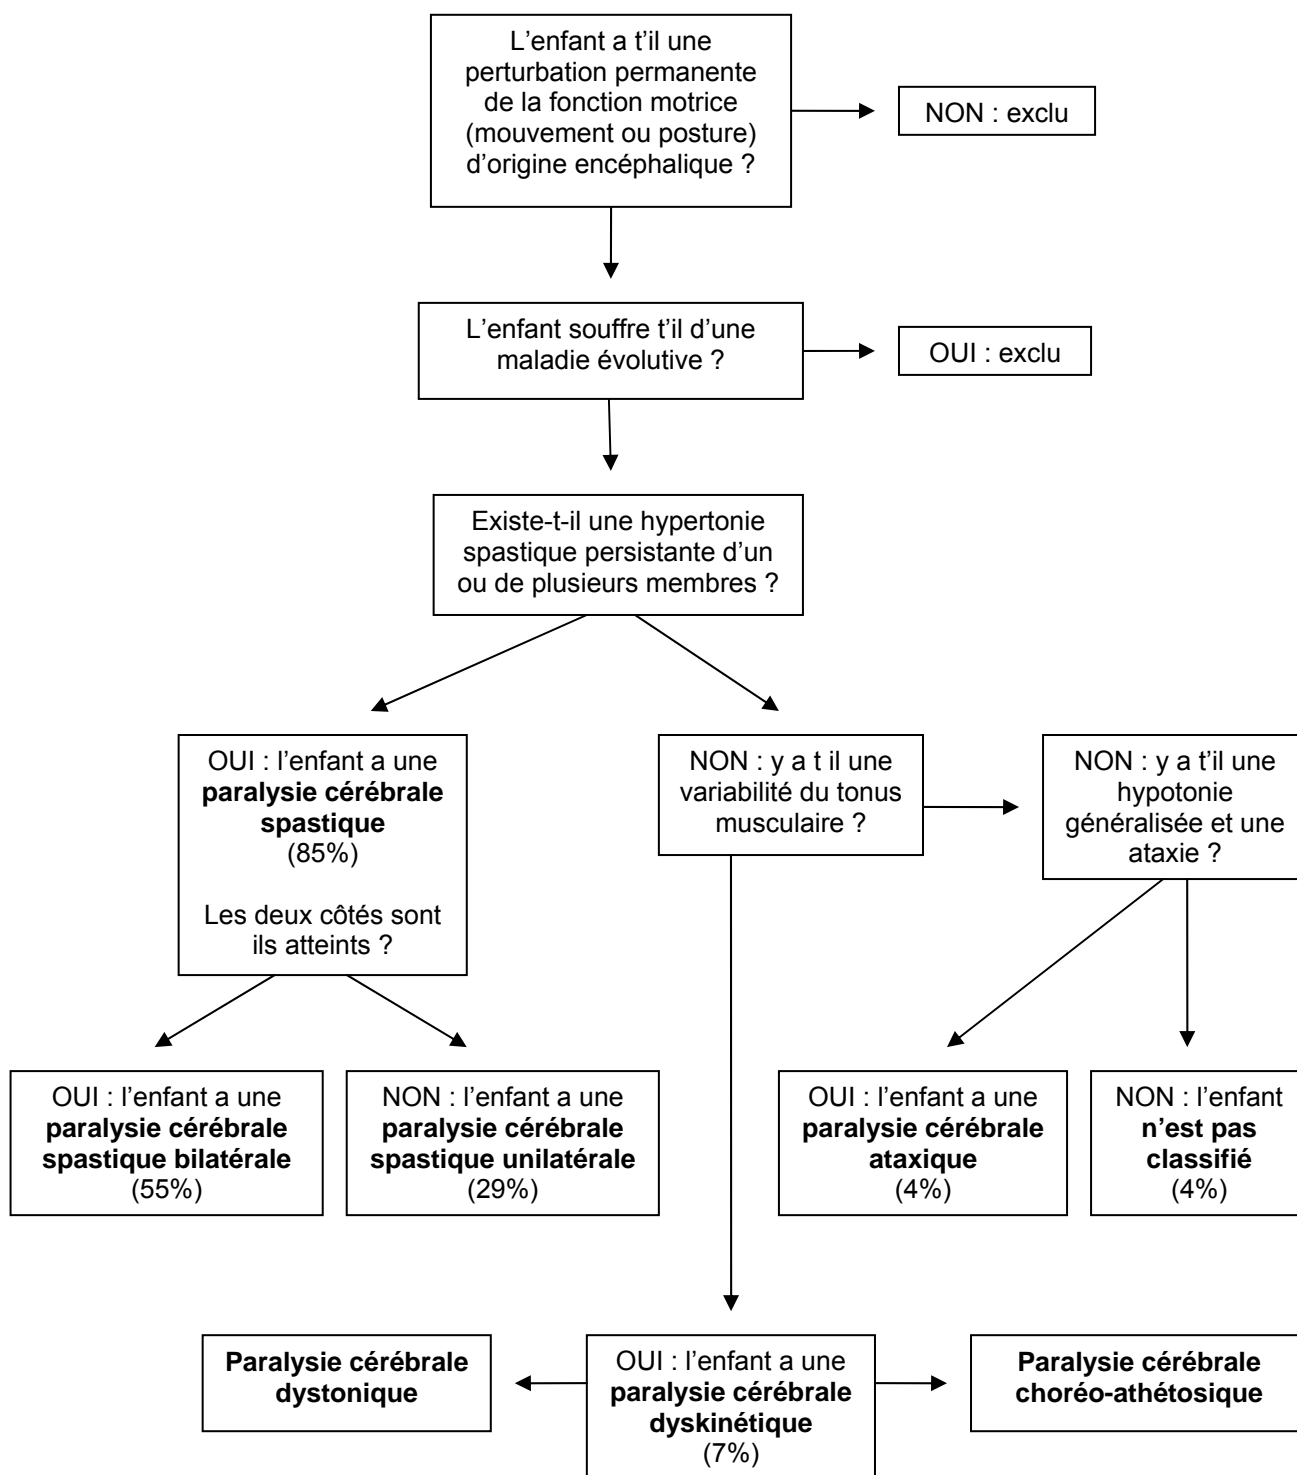 L’enfant a t’il une
perturbation permanente
de la fonction motrice
(mouvement ou posture)
d’origine encéphalique ?
NON : exclu
L’enfant souffre t’il d’une
maladie évolutive ?
OUI : exclu
Existe-t-il une hypertonie
spastique persistante d’un
ou de plusieurs membres ?
OUI : l’enfant a une
paralysie cérébrale
spastique
(85%)
Les deux côtés sont
ils atteints ?
NON : y a t il une
variabilité du tonus
musculaire ?
NON : y a t’il une
hypotonie
généralisée et une
ataxie ?
OUI : l’enfant a une
paralysie cérébrale
spastique bilatérale
(55%)
NON : l’enfant a une
paralysie cérébrale
spastique unilatérale
(29%)
OUI : l’enfant a une
paralysie cérébrale
ataxique
(4%)
NON : l’enfant
n’est pas
classifié
(4%)
Paralysie cérébrale
dystonique
OUI : l’enfant a une
paralysie cérébrale
dyskinétique
(7%)
Paralysie cérébrale
choréo-athétosique